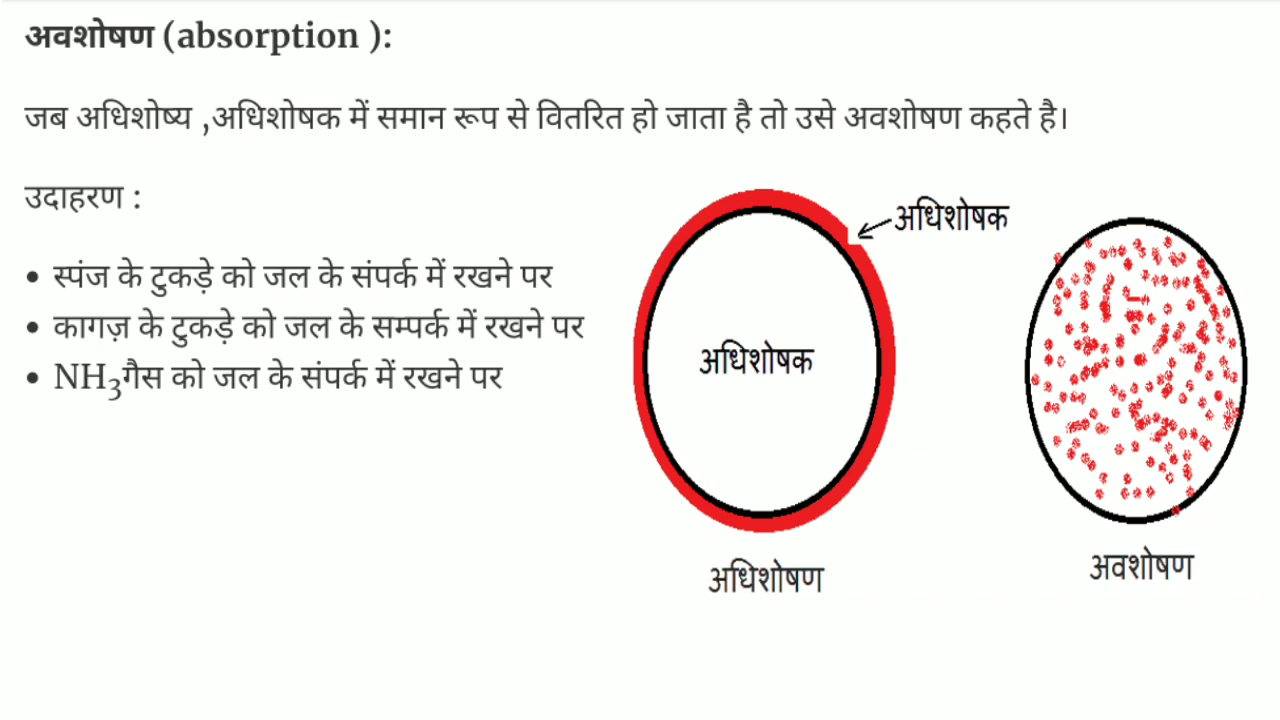 अवशोषण (absorption ):
जब अधिशोष्य ,अधिशोषक में समान रूप से वितरित हो जाता है तो उसे अवशोषण कहते है।
उदाहरण :
• स्पंज के टुकड़े को जल के संपर्क में रखने पर
• कागज़ के टुकड़े को जल के सम्पर्क में रखने पर
• NH₃गैस को जल के संपर्क में रखने पर
अधिशोषक
अधिशोषक
अधिशोषण
अवशोषण